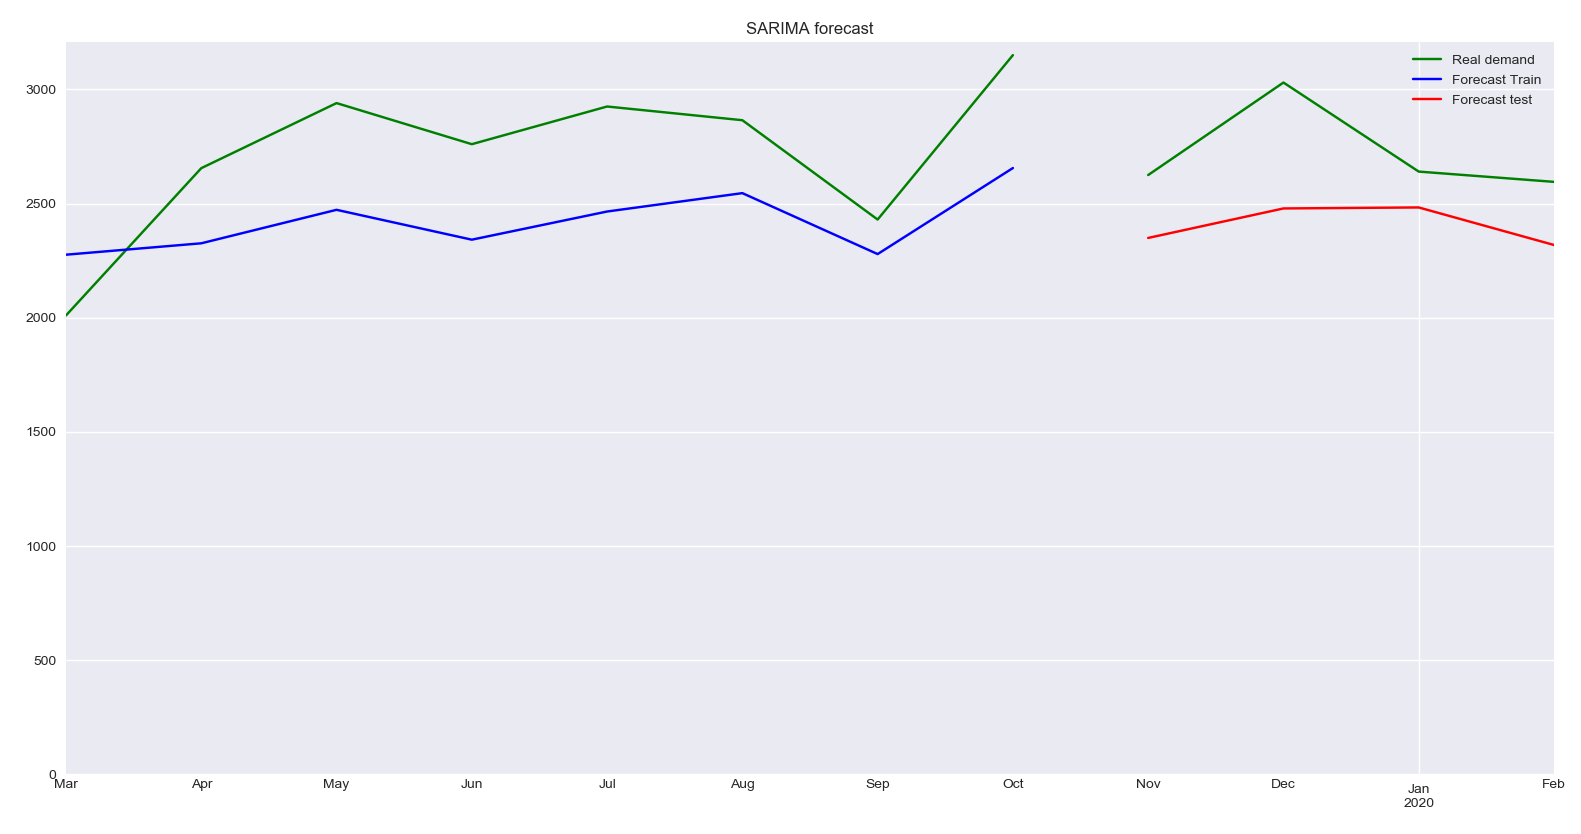 SARIMA forecast
Real demand
Forecast Train
Forecast test
3000
2500
2000
1500
1000
500
0
Mar Apr May Jun Jul Aug Sep Oct Nov Dec Jan Feb
2020